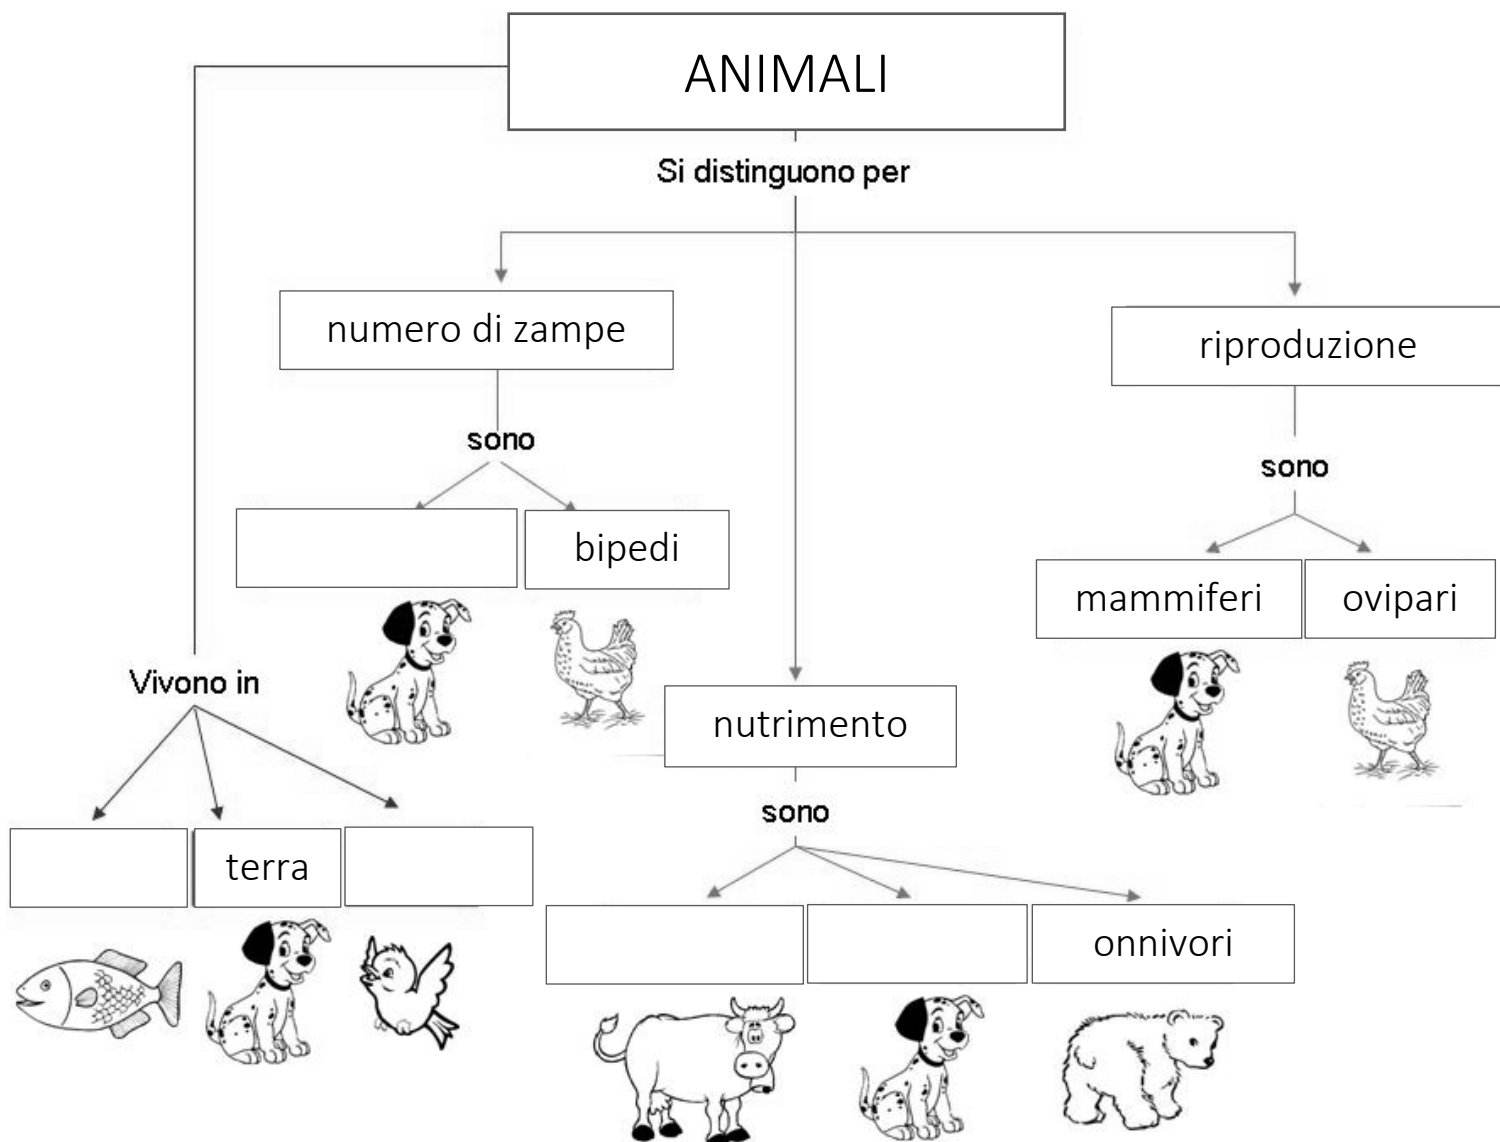 ANIMALI
Si distinguono per
numero di zampe
riproduzione
sono
sono
bipedi
mammiferi
ovipari
Vivono in
nutrimento
sono
terra
onnivori